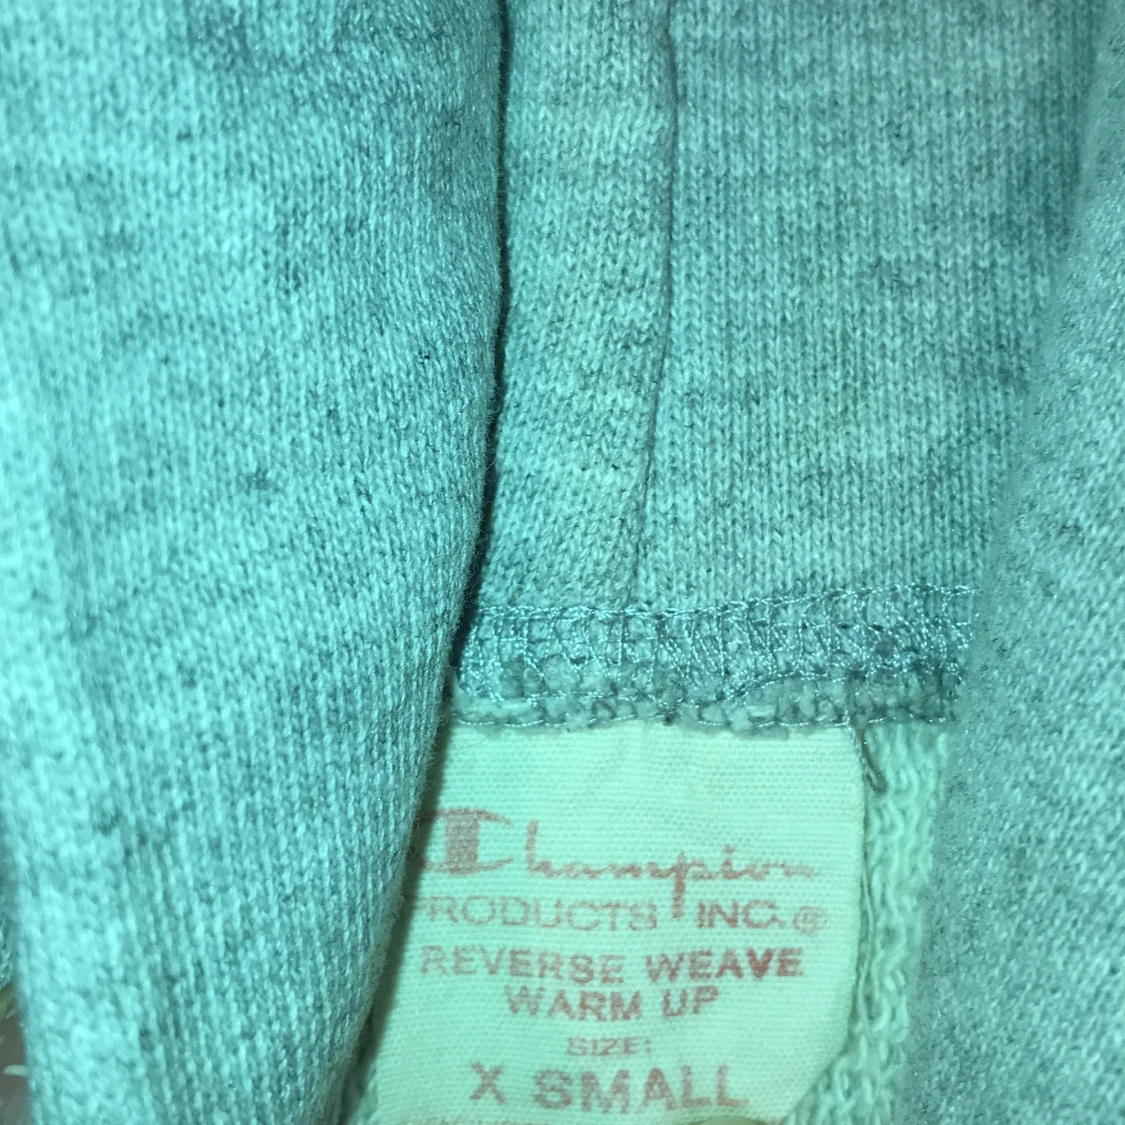 Champion
PRODUCTS INC.®
REVERSE WEAVE
WARM UP
SIZE:
X SMALL